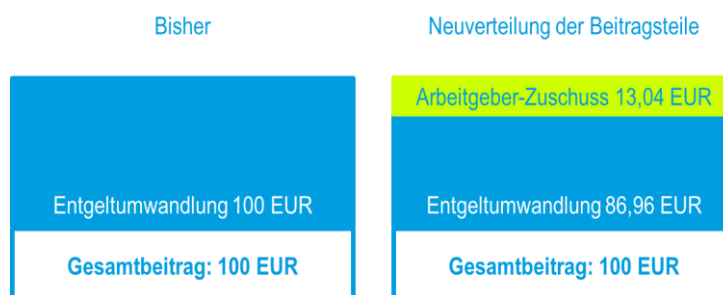 Bisher
Entgeltumwandlung 100 EUR
Gesamtbeitrag: 100 EUR
Neuverteilung der Beitragsteile
Arbeitgeber-Zuschuss 13,04 EUR
Entgeltumwandlung 86,96 EUR
Gesamtbeitrag: 100 EUR